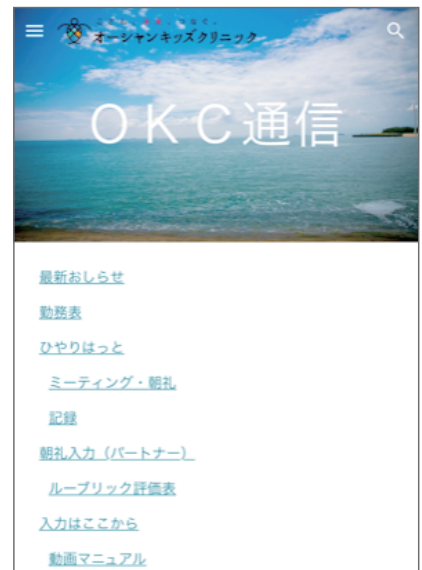 オーシャンキッズクリニック
ＯＫＣ通信
最新おしらせ
勤務表
ひやりはっと
ミーティング・朝礼
記録
朝礼入力（パートナー）
ルーブリック評価表
入力はここから
動画マニュアル